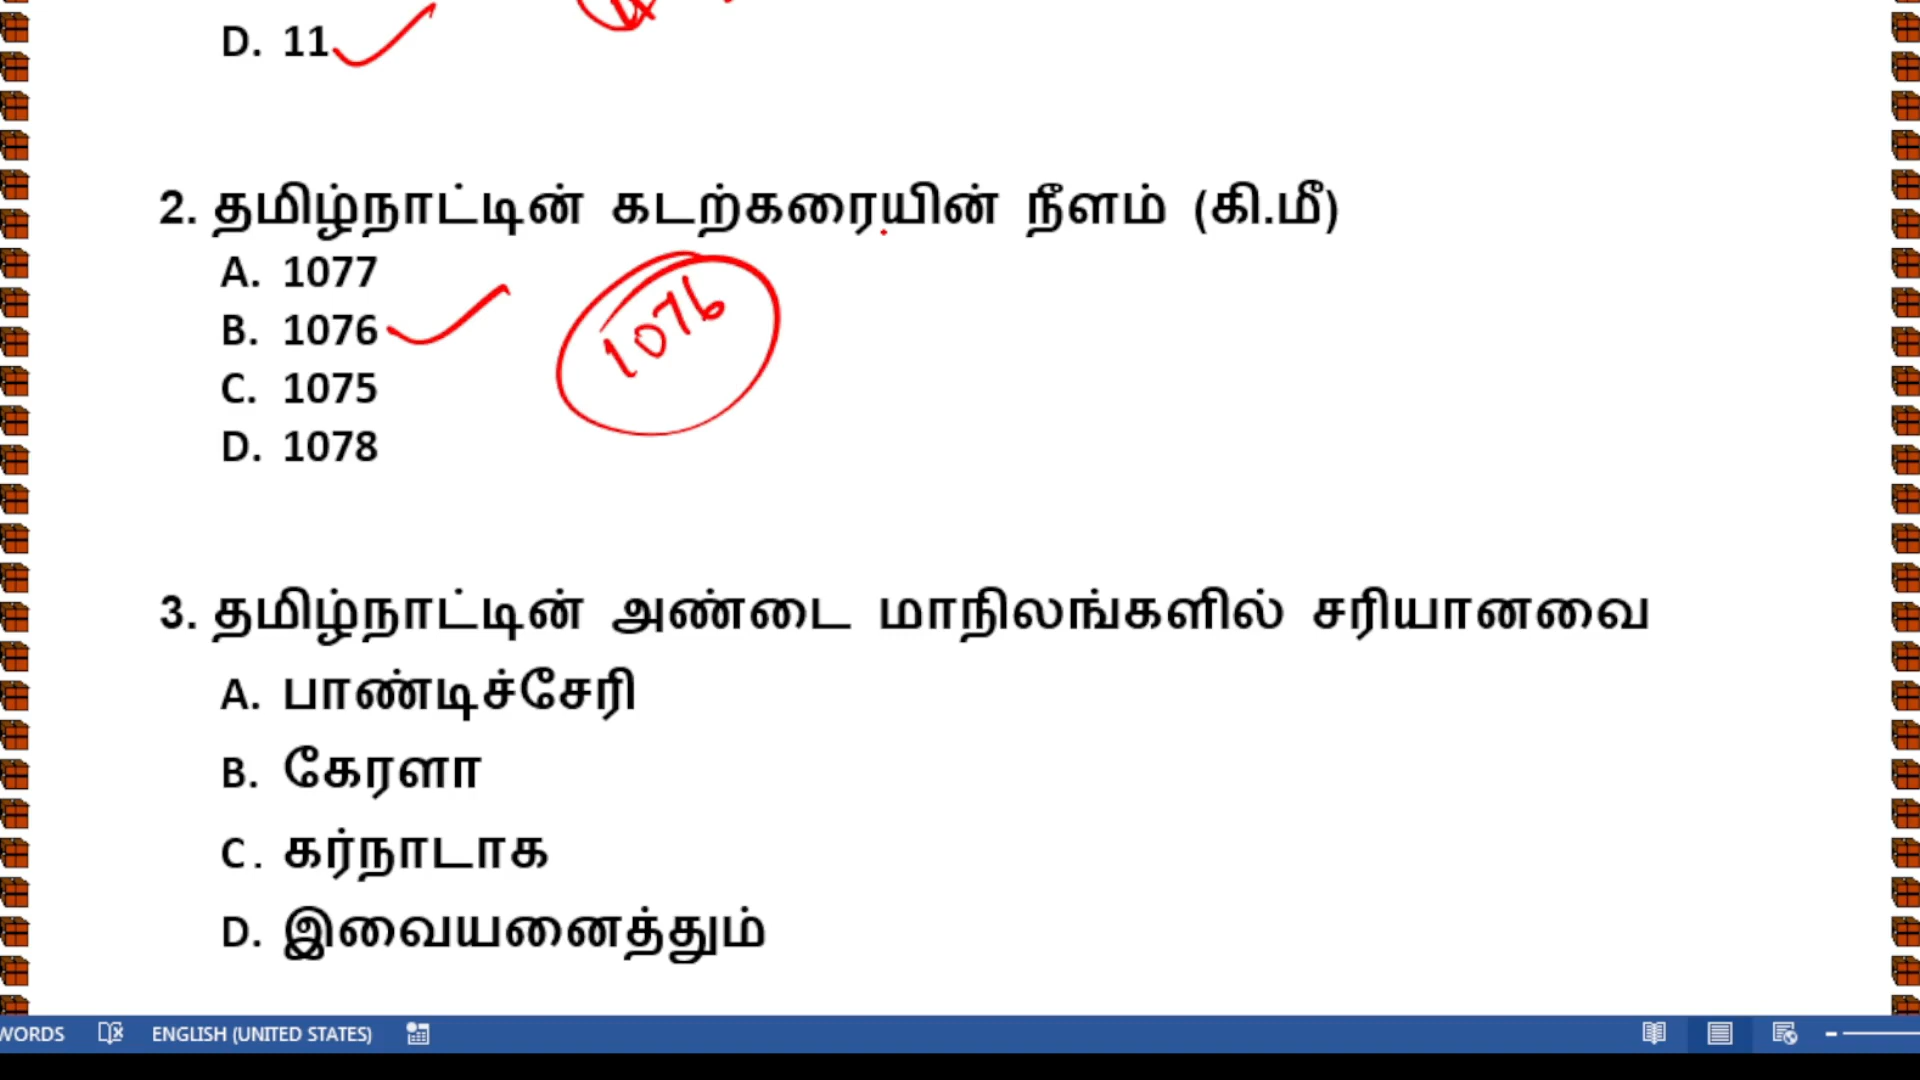 D. 11
2. தமிழ்நாட்டின் கடற்கரையின் நீளம் (கி.மீ)
A. 1077
B. 1076
1076
C. 1075
D. 1078
3. தமிழ்நாட்டின் அண்டை மாநிலங்களில் சரியானவை
A. பாண்டிச்சேரி
B. கேரளா
C. கர்நாடாக
D. இவையனைத்தும்
WORDS ENGLISH (UNITED STATES)